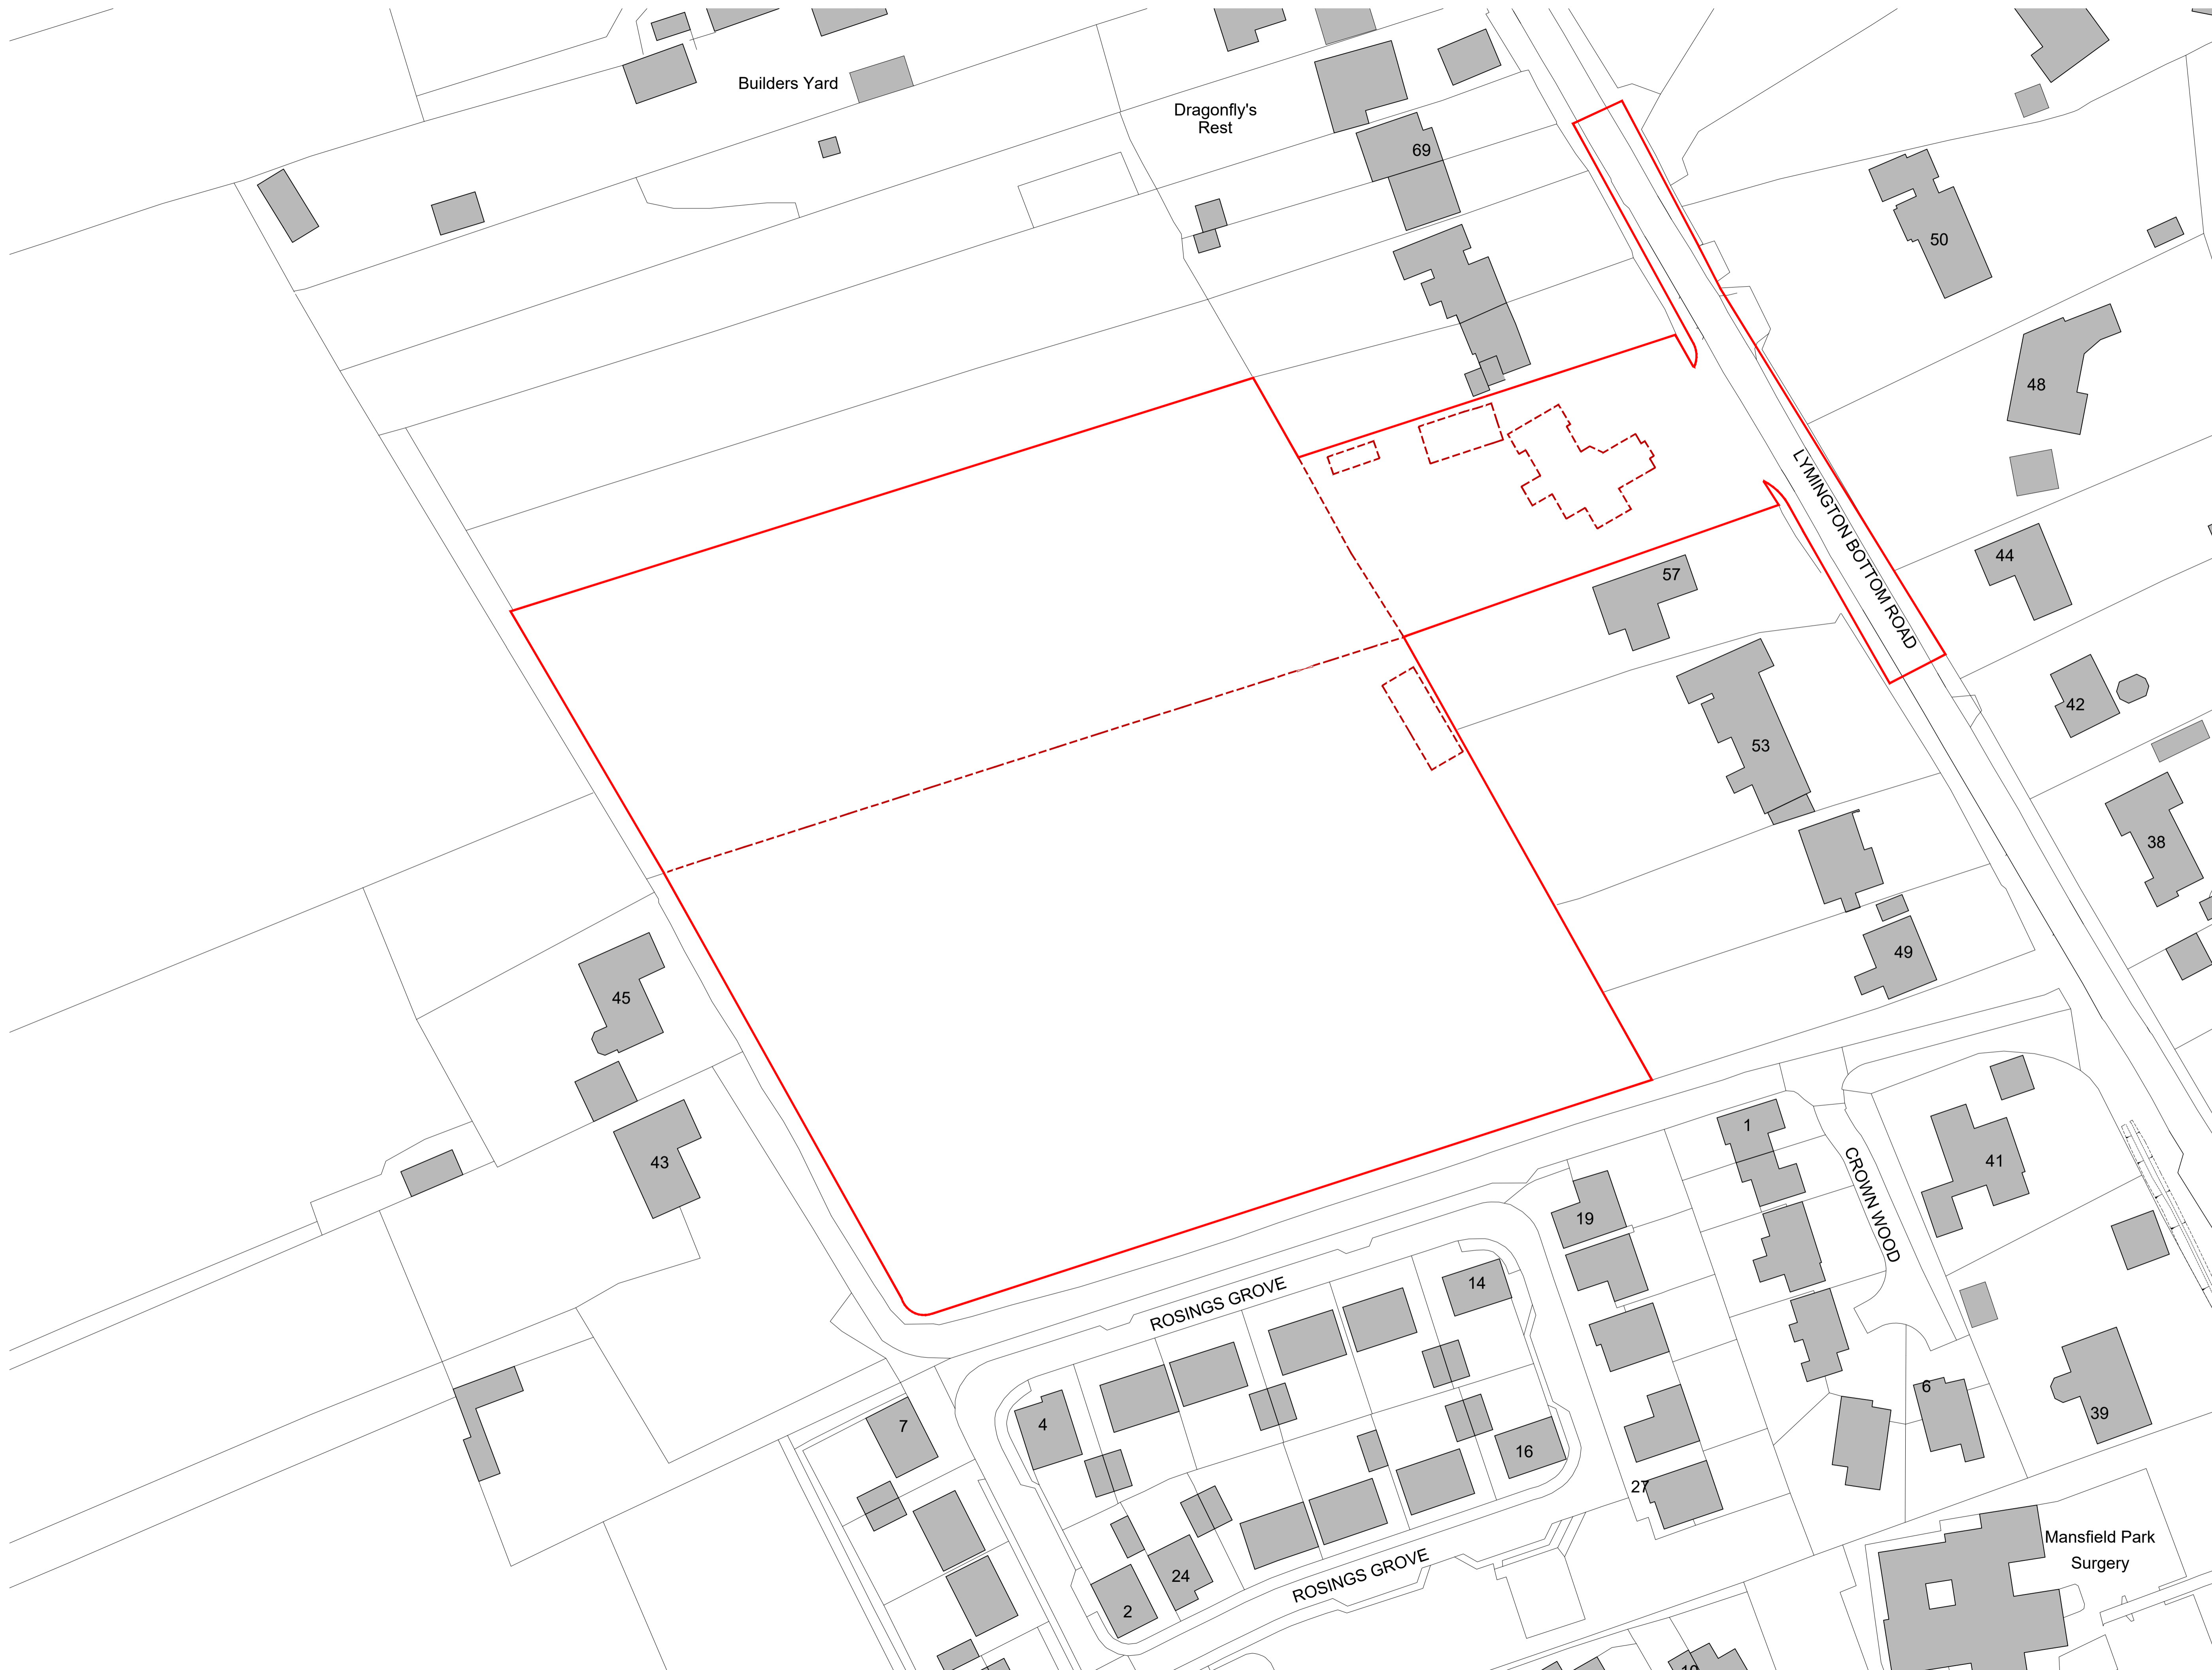 Builders Yard
Dragonfly's
Rest
69
50
48
LYMINGTON BOTTOM ROAD
44
57
42
53
38
49
45
43
1
41
CROWN WOOD
19
14
ROSINGS GROVE
6
39
4
7
16
27
Mansfield Park
Surgery
ROSINGS GROVE
24
2